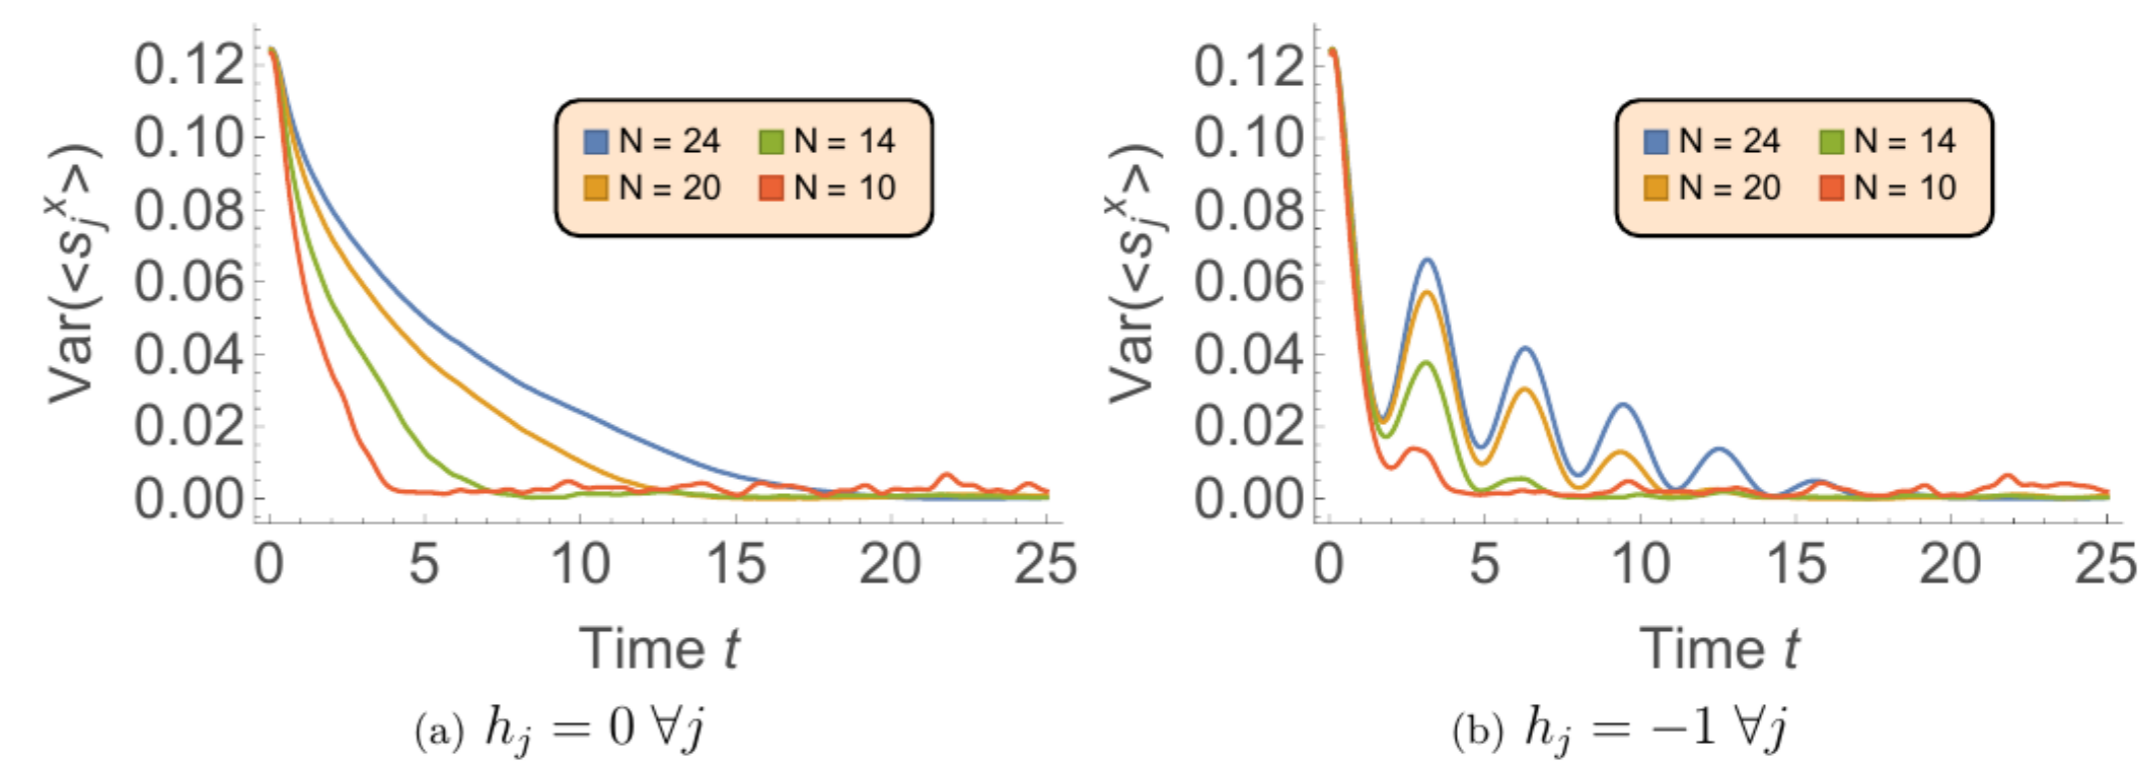 Var(<s_j^x>)
0.12
0.10
0.08
0.06
0.04
0.02
0.00
N = 24 N = 14
N = 20 N = 10
0 5 10 15 20 25
Time t
(a) h_j = 0 ∀j
Var(<s_j^x>)
0.12
0.10
0.08
0.06
0.04
0.02
0.00
N = 24 N = 14
N = 20 N = 10
0 5 10 15 20 25
Time t
(b) h_j = −1 ∀j